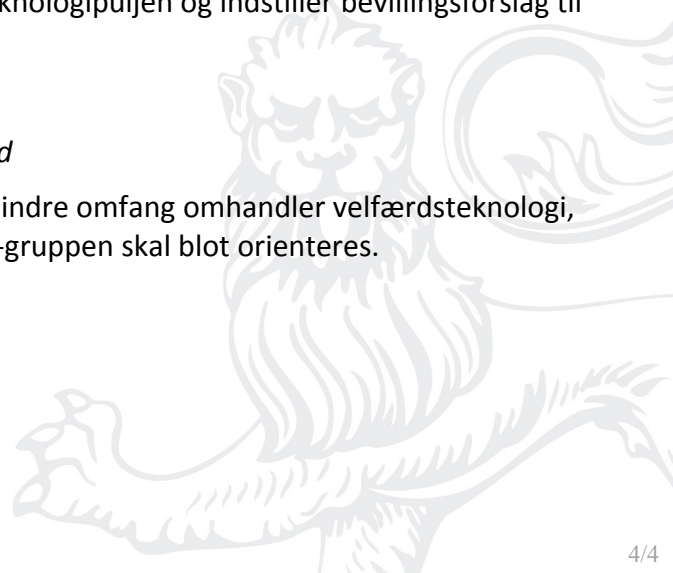 knologipuljen og indstiller bevillingsforslag til
d
indre omfang omhandler velfærdsteknologi,
-gruppen skal blot orienteres.
4/4